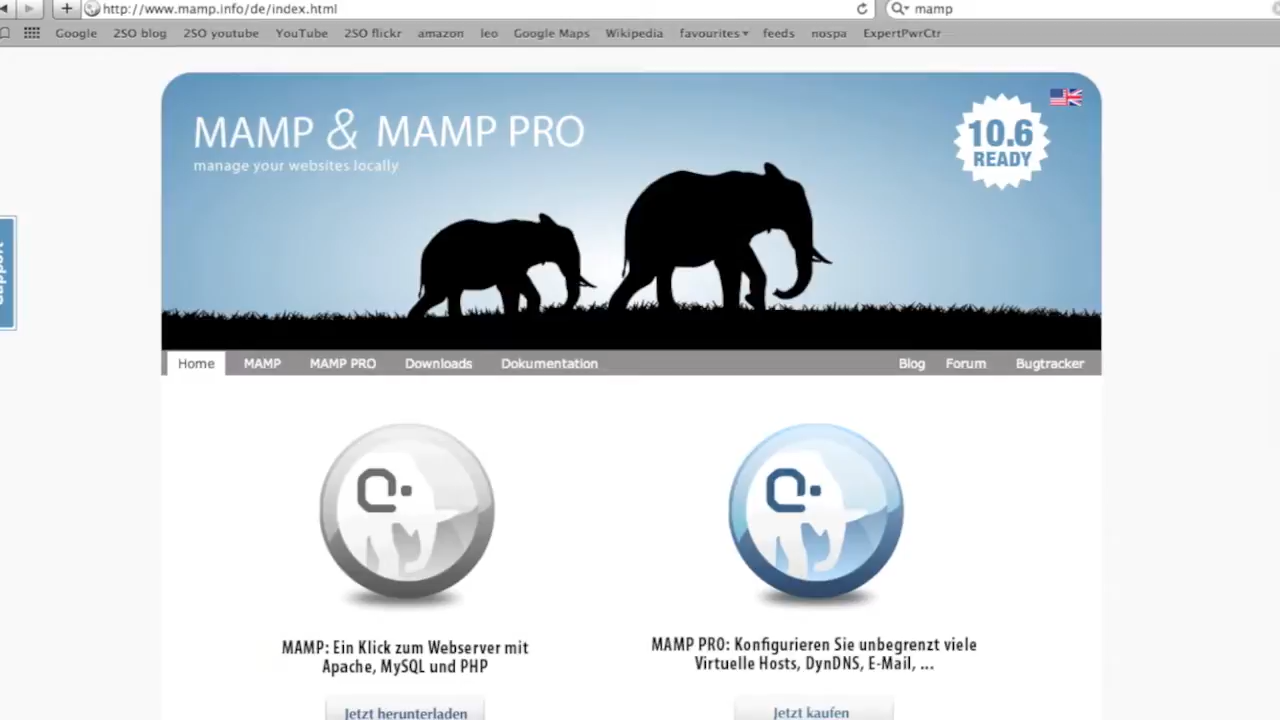 http://www.mamp.info/de/index.html
mamp
Google 2SO blog 2SO youtube YouTube 2SO flickr amazon leo Google Maps Wikipedia favourites feeds nospa ExpertPwrCtr
MAMP & MAMP PRO
manage your websites locally
10.6
READY
Support
Home MAMP MAMP PRO Downloads Dokumentation Blog Forum Bugtracker
MAMP: Ein Klick zum Webserver mit
Apache, MySQL und PHP
MAMP PRO: Konfigurieren Sie unbegrenzt viele
Virtuelle Hosts, DynDNS, E-Mail, ...
Jetzt herunterladen
Jetzt kaufen